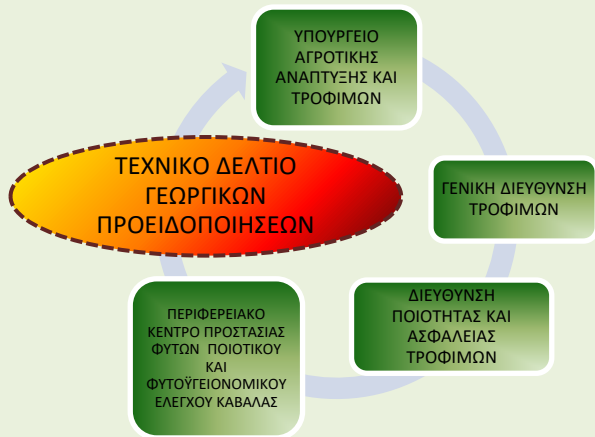 ΥΠΟΥΡΓΕΙΟ
ΑΓΡΟΤΙΚΗΣ
ΑΝΑΠΤΥΞΗΣ ΚΑΙ
ΤΡΟΦΙΜΩΝ
ΤΕΧΝΙΚΟ ΔΕΛΤΙΟ
ΓΕΩΡΓΙΚΩΝ
ΠΡΟΕΙΔΟΠΟΙΗΣΕΩΝ
ΓΕΝΙΚΗ ΔΙΕΥΘΥΝΣΗ
ΤΡΟΦΙΜΩΝ
ΔΙΕΥΘΥΝΣΗ
ΠΟΙΟΤΗΤΑΣ ΚΑΙ
ΑΣΦΑΛΕΙΑΣ
ΤΡΟΦΙΜΩΝ
ΠΕΡΙΦΕΡΕΙΑΚΟ
ΚΕΝΤΡΟ ΠΡΟΣΤΑΣΙΑΣ
ΦΥΤΩΝ ΠΟΙΟΤΙΚΟΥ
ΚΑΙ
ΦΥΤΟΫΓΕΙΟΝΟΜΙΚΟΥ
ΕΛΕΓΧΟΥ ΚΑΒΑΛΑΣ